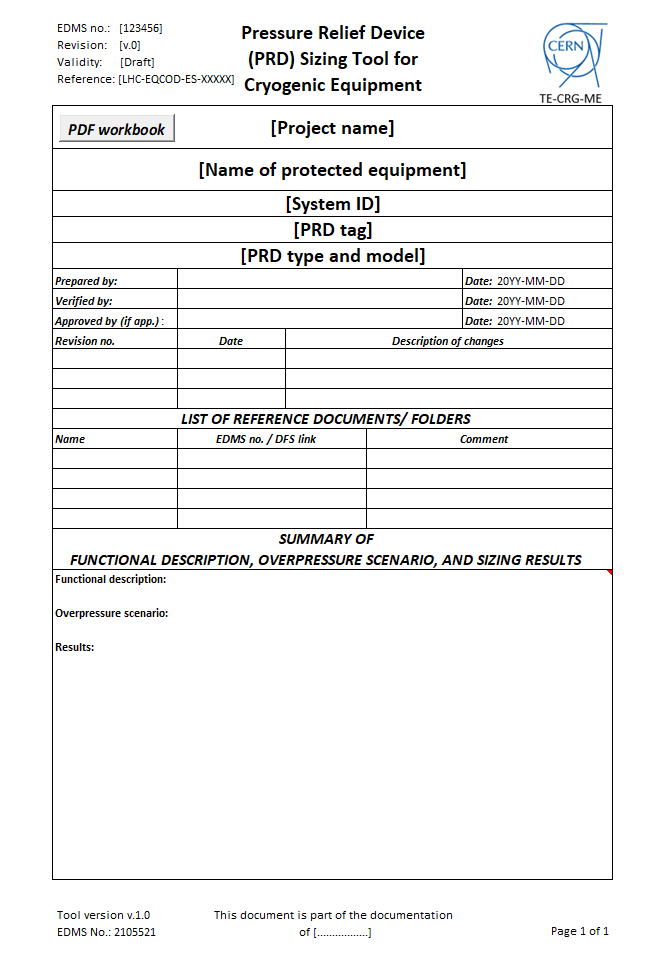 EDMS no.: [123456]
Revision: [v.0]
Validity: [Draft]
Reference: [LHC-EQCOD-ES-XXXXX]
Pressure Relief Device
(PRD) Sizing Tool for
Cryogenic Equipment
CERN
TE-CRG-ME
PDF workbook
[Project name]
[Name of protected equipment]
[System ID]
[PRD tag]
[PRD type and model]
Prepared by: Date: 20YY-MM-DD
Verified by: Date: 20YY-MM-DD
Approved by (if app.) : Date: 20YY-MM-DD
Revision no. Date Description of changes
LIST OF REFERENCE DOCUMENTS/ FOLDERS
Name EDMS no. / DFS link Comment
SUMMARY OF
FUNCTIONAL DESCRIPTION, OVERPRESSURE SCENARIO, AND SIZING RESULTS
Functional description:
Overpressure scenario:
Results:
Tool version v.1.0
EDMS No.: 2105521
This document is part of the documentation
of [................]
Page 1 of 1